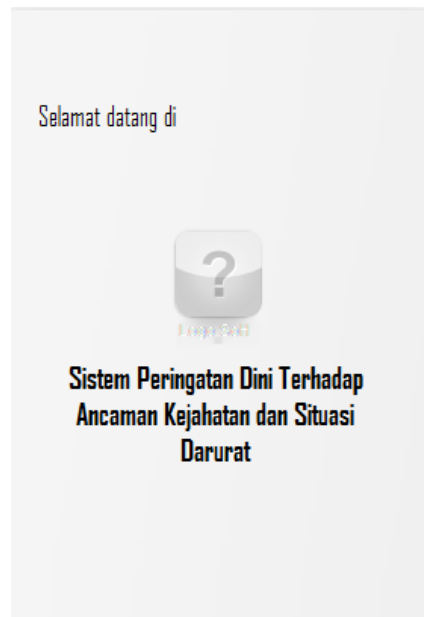 Selamat datang di
?
Sistem Peringatan Dini Terhadap
Ancaman Kejahatan dan Situasi
Darurat